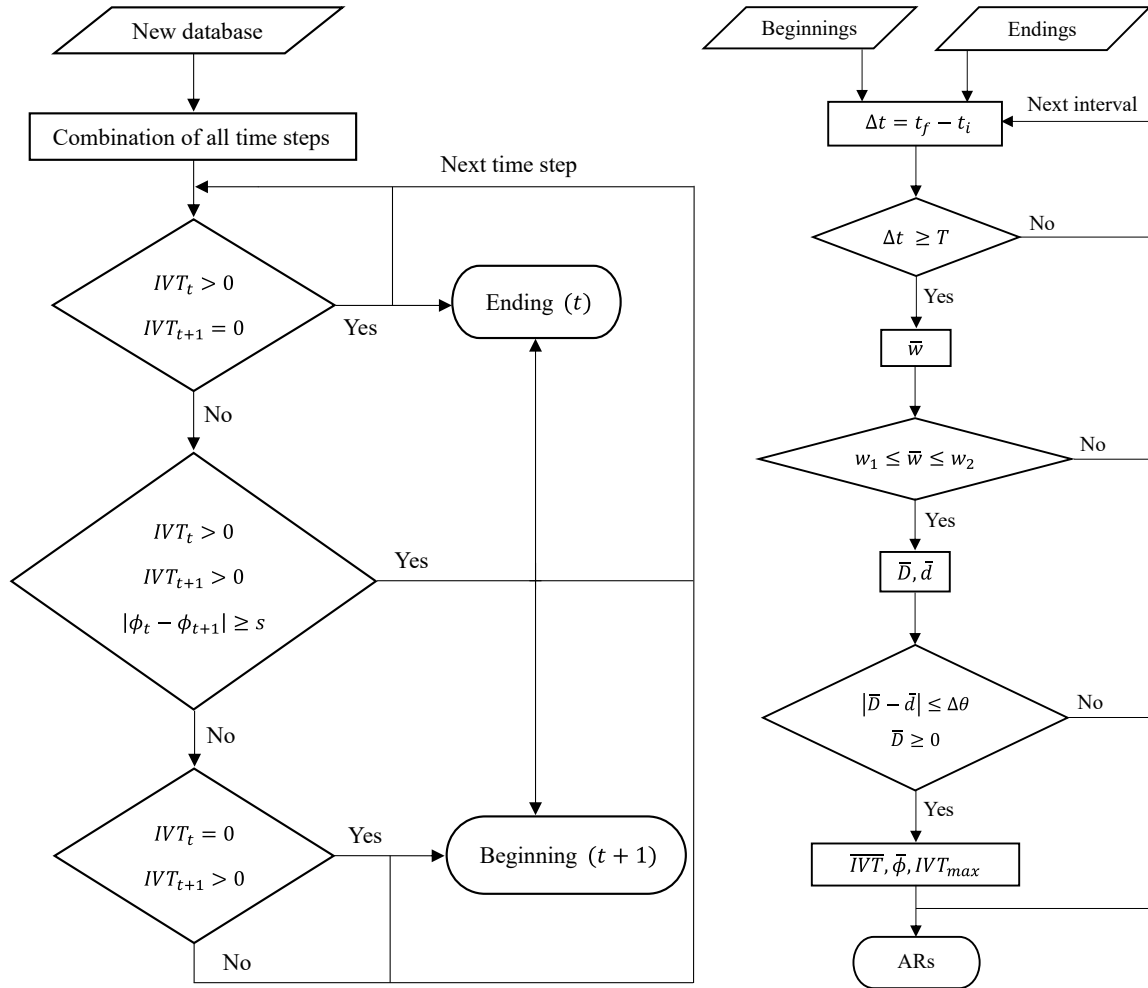 New database
Combination of all time steps
Next time step
IVT_t > 0
IVT_{t+1} = 0
Yes
Ending (t)
No
IVT_t > 0
IVT_{t+1} > 0
|ϕ_t − ϕ_{t+1}| ≥ s
Yes
No
IVT_t = 0
IVT_{t+1} > 0
Yes
Beginning (t + 1)
No
Beginnings
Endings
Δt = t_f − t_i
Next interval
Δt ≥ T
No
Yes
w̅
w_1 ≤ w̅ ≤ w_2
No
Yes
D̅, d̅
|D̅ − d̅| ≤ Δθ
D̅ ≥ 0
No
Yes
I̅V̅T̅, ϕ̅, IVT_{max}
ARs